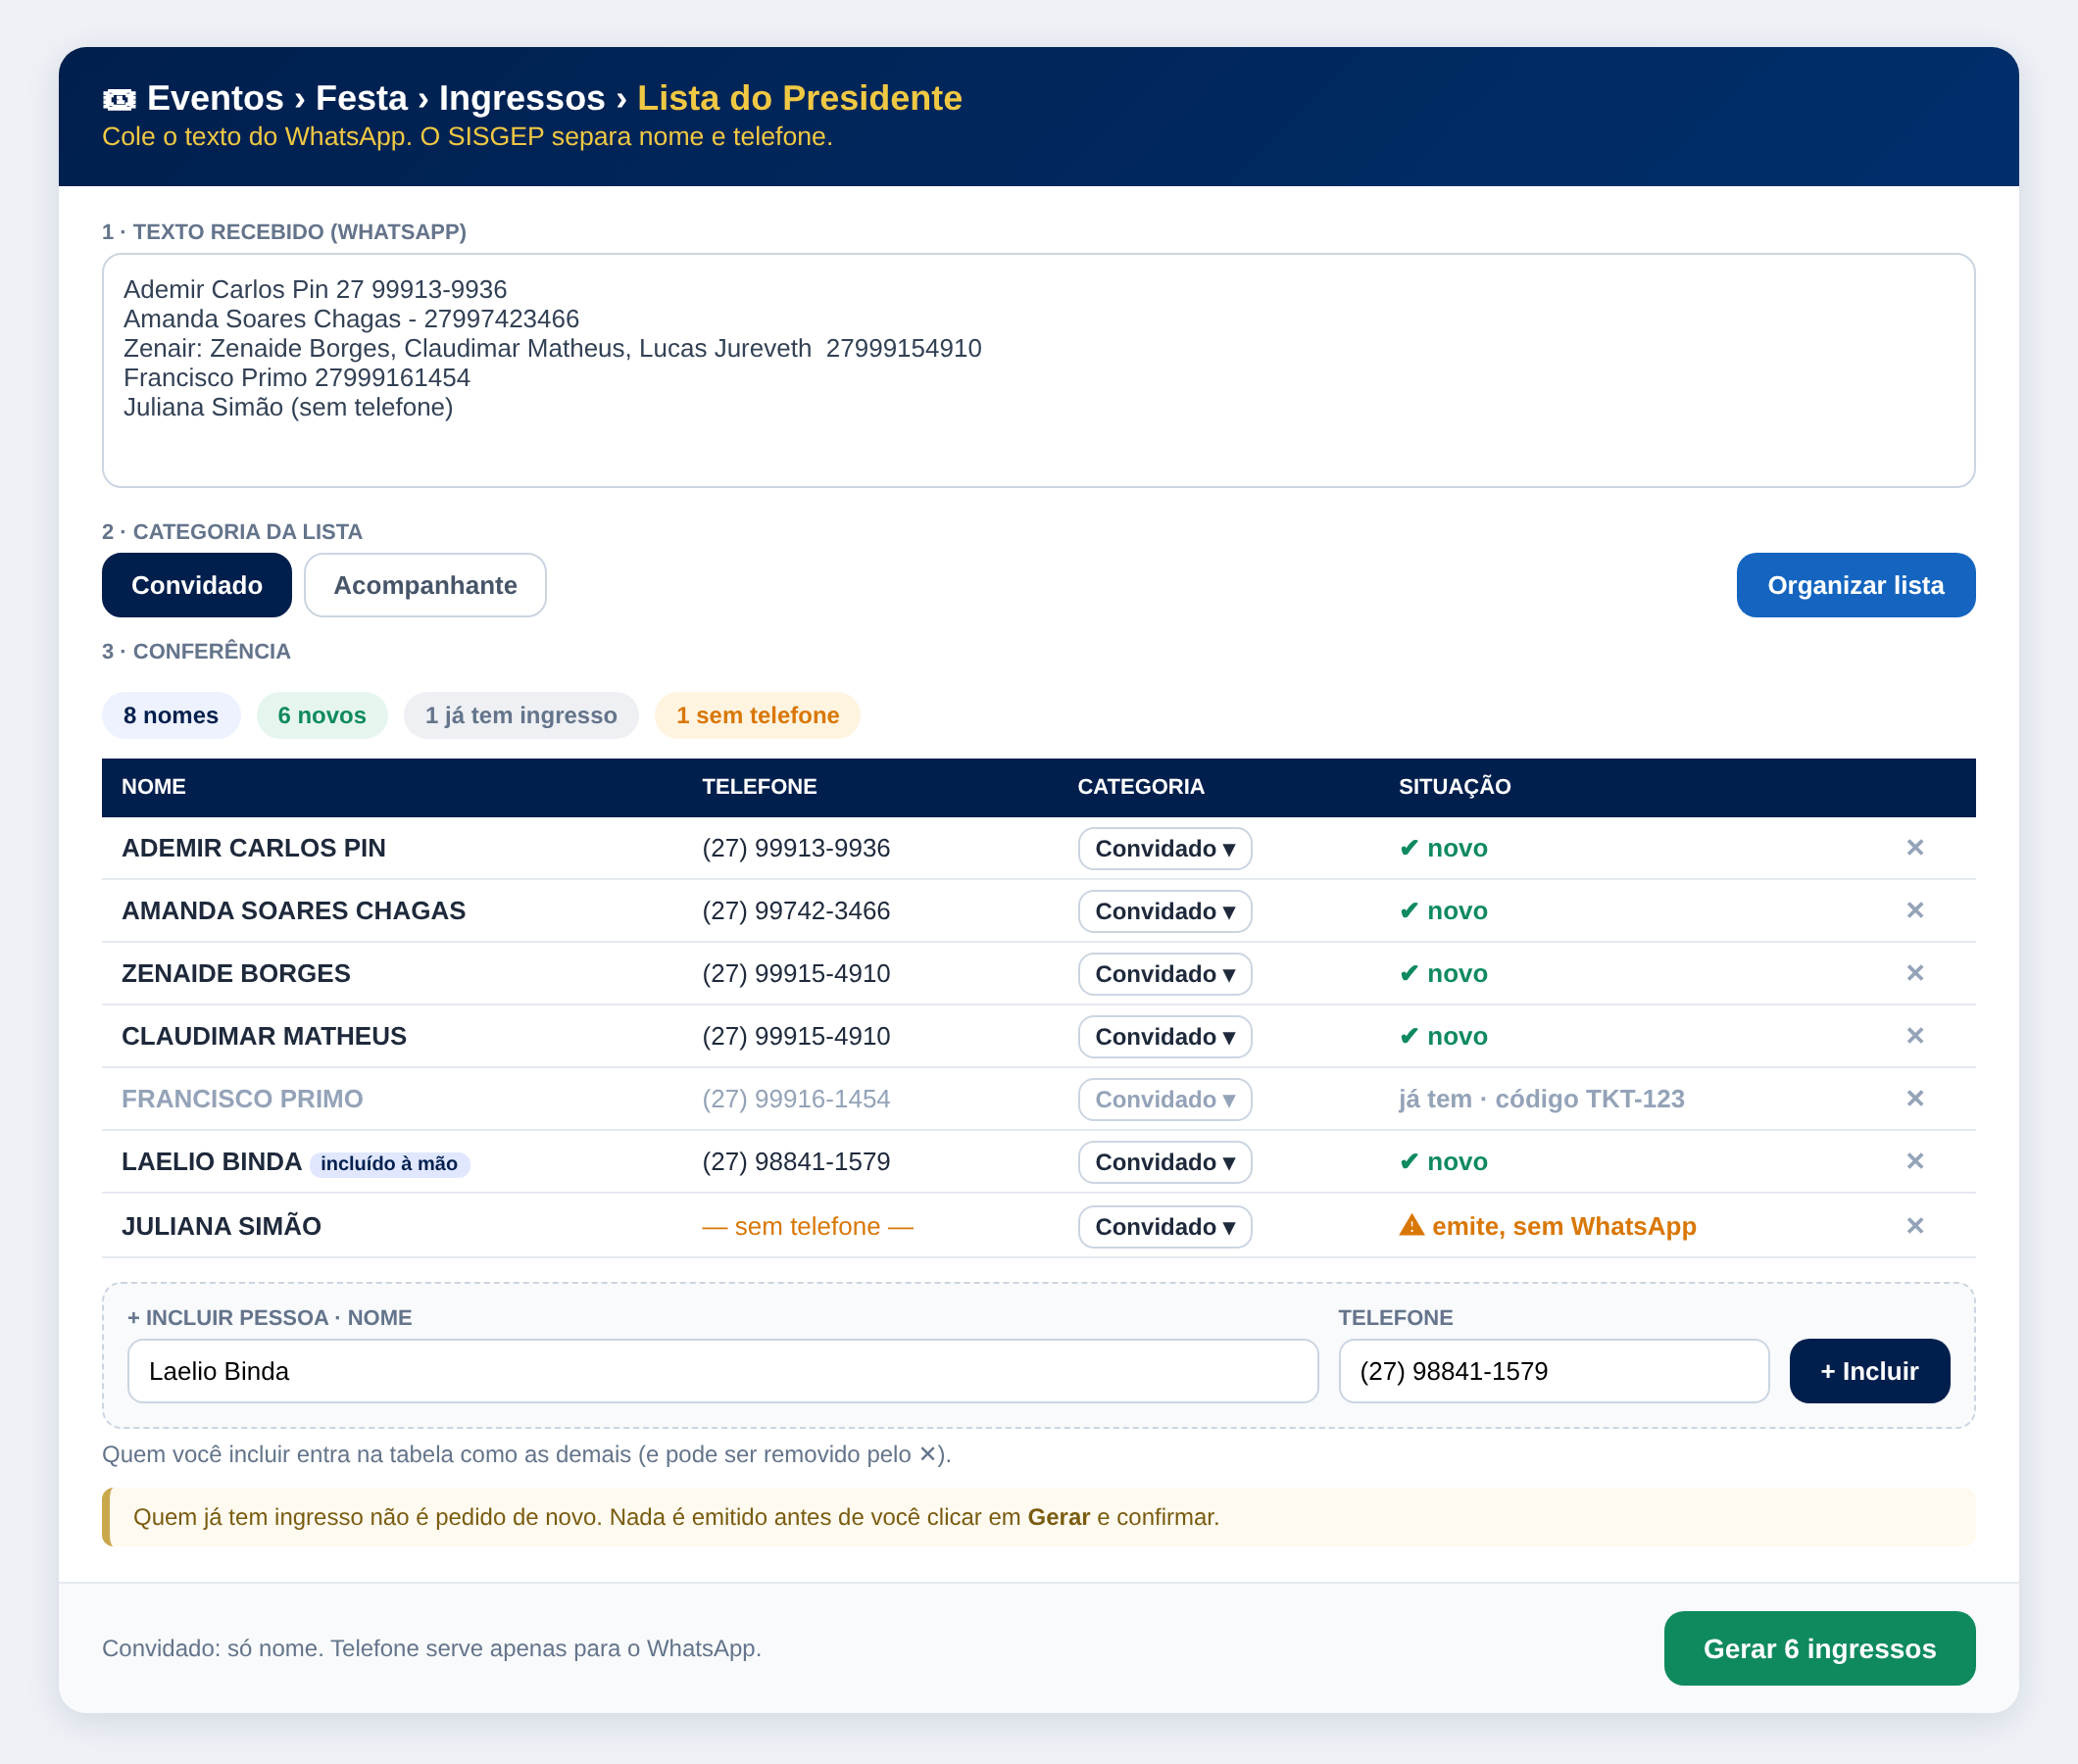 🎟 Eventos › Festa › Ingressos › Lista do Presidente
Cole o texto do WhatsApp. O SISGEP separa nome e telefone.
1 · TEXTO RECEBIDO (WHATSAPP)
Ademir Carlos Pin 27 99913-9936
Amanda Soares Chagas - 27997423466
Zenair: Zenaide Borges, Claudimar Matheus, Lucas Jureveth  27999154910
Francisco Primo 27999161454
Juliana Simão (sem telefone)
2 · CATEGORIA DA LISTA
Convidado Acompanhante Organizar lista
3 · CONFERÊNCIA
8 nomes 6 novos 1 já tem ingresso 1 sem telefone
NOME TELEFONE CATEGORIA SITUAÇÃO
ADEMIR CARLOS PIN (27) 99913-9936 Convidado ▾ ✔ novo ✕
AMANDA SOARES CHAGAS (27) 99742-3466 Convidado ▾ ✔ novo ✕
ZENAIDE BORGES (27) 99915-4910 Convidado ▾ ✔ novo ✕
CLAUDIMAR MATHEUS (27) 99915-4910 Convidado ▾ ✔ novo ✕
FRANCISCO PRIMO (27) 99916-1454 Convidado ▾ já tem · código TKT-123 ✕
LAELIO BINDA incluído à mão (27) 98841-1579 Convidado ▾ ✔ novo ✕
JULIANA SIMÃO — sem telefone — Convidado ▾ ⚠ emite, sem WhatsApp ✕
+ INCLUIR PESSOA · NOME TELEFONE
Laelio Binda (27) 98841-1579 + Incluir
Quem você incluir entra na tabela como as demais (e pode ser removido pelo ✕).
Quem já tem ingresso não é pedido de novo. Nada é emitido antes de você clicar em Gerar e confirmar.
Convidado: só nome. Telefone serve apenas para o WhatsApp. Gerar 6 ingressos